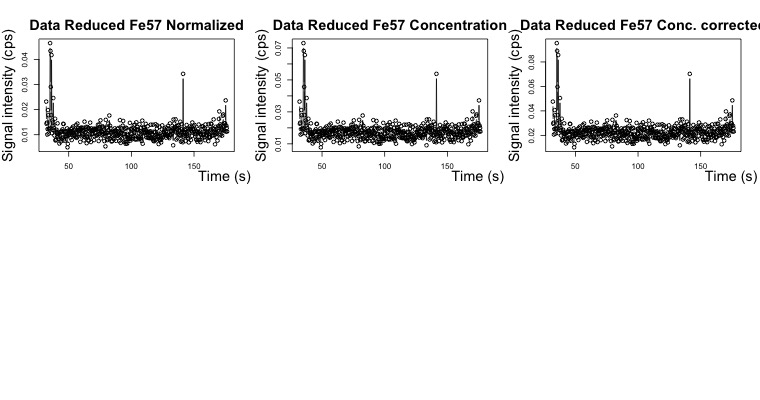 Data Reduced Fe57 Normalized
Signal intensity (cps)
0.01 0.02 0.03 0.04
50 100 150
Time (s)
Data Reduced Fe57 Concentration
Signal intensity (cps)
0.01 0.03 0.05 0.07
50 100 150
Time (s)
Data Reduced Fe57 Conc. corrected
Signal intensity (cps)
0.02 0.04 0.06 0.08
50 100 150
Time (s)